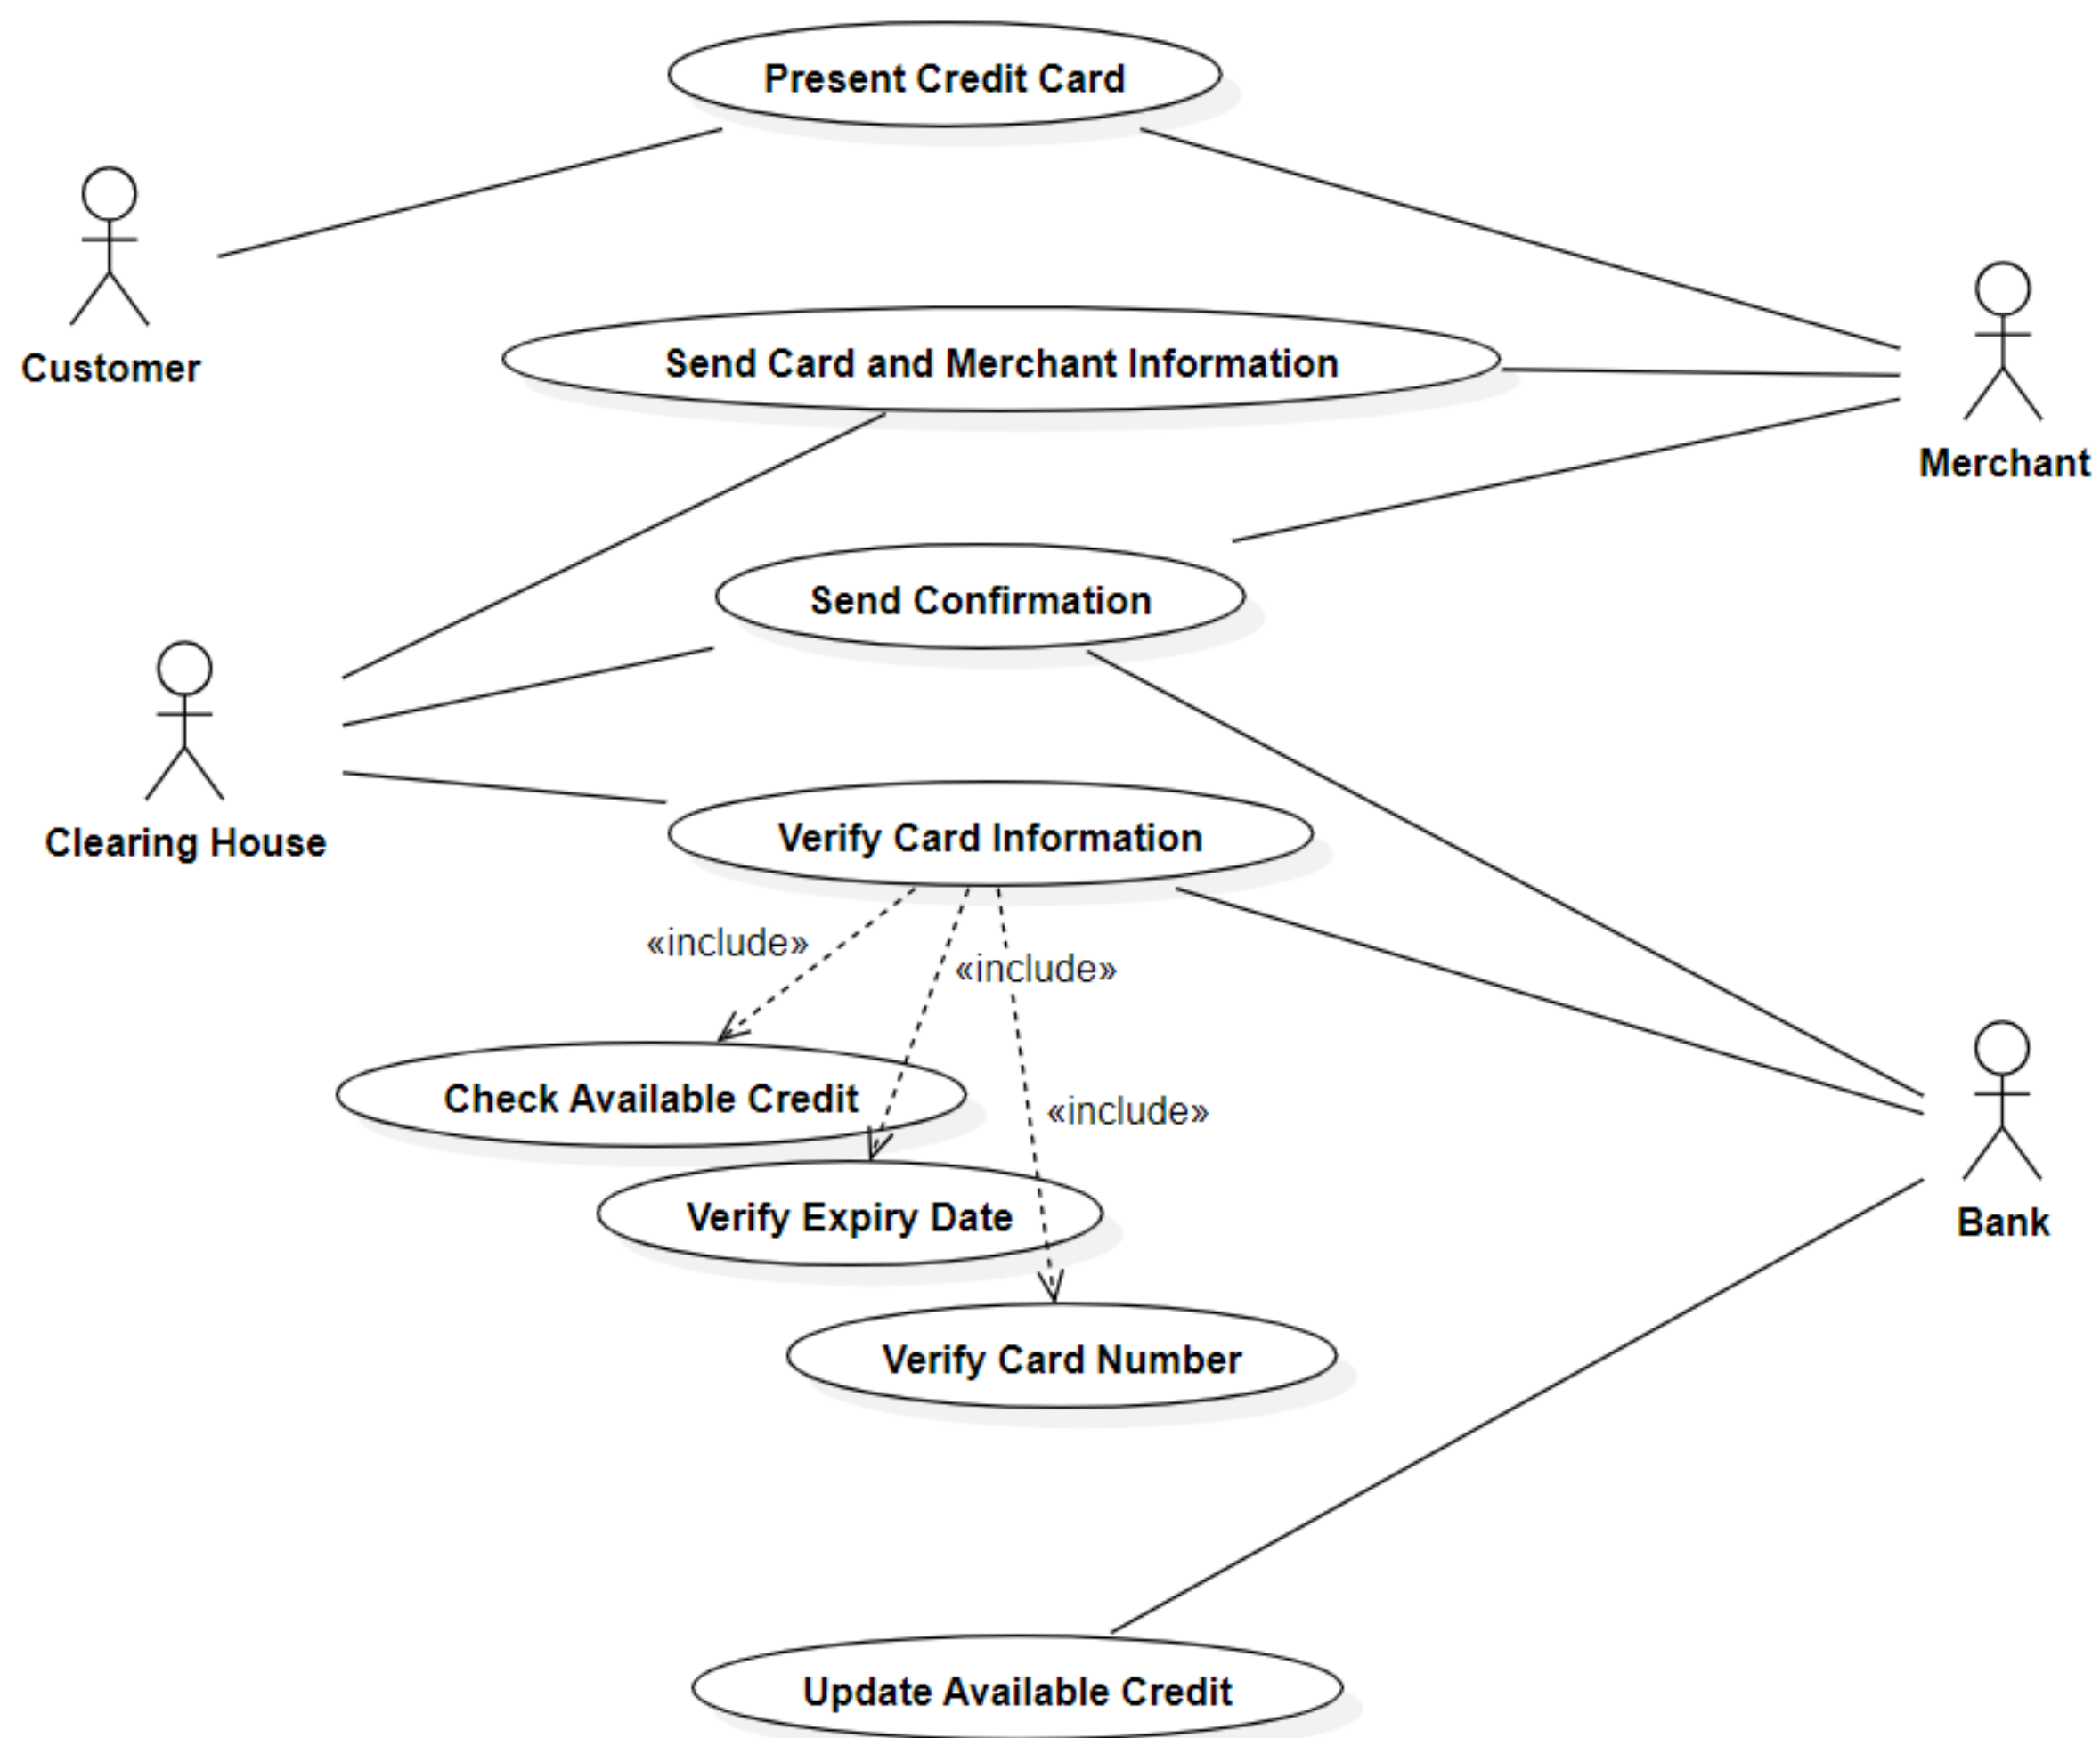 Present Credit Card
Customer
Send Card and Merchant Information
Merchant
Send Confirmation
Clearing House
Verify Card Information
«include»
«include»
Check Available Credit
«include»
Verify Expiry Date
Bank
Verify Card Number
Update Available Credit